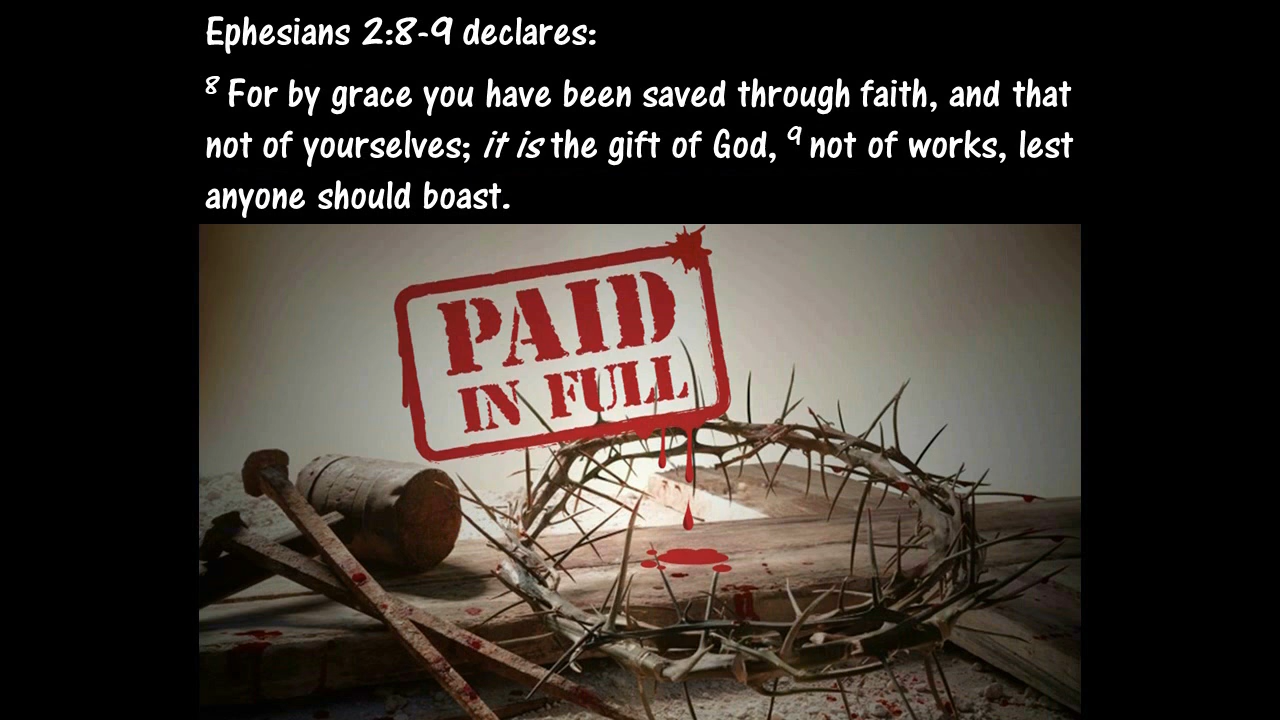 Ephesians 2:8-9 declares:
8 For by grace you have been saved through faith, and that
not of yourselves; it is the gift of God, 9 not of works, lest
anyone should boast.
PAID
IN FULL